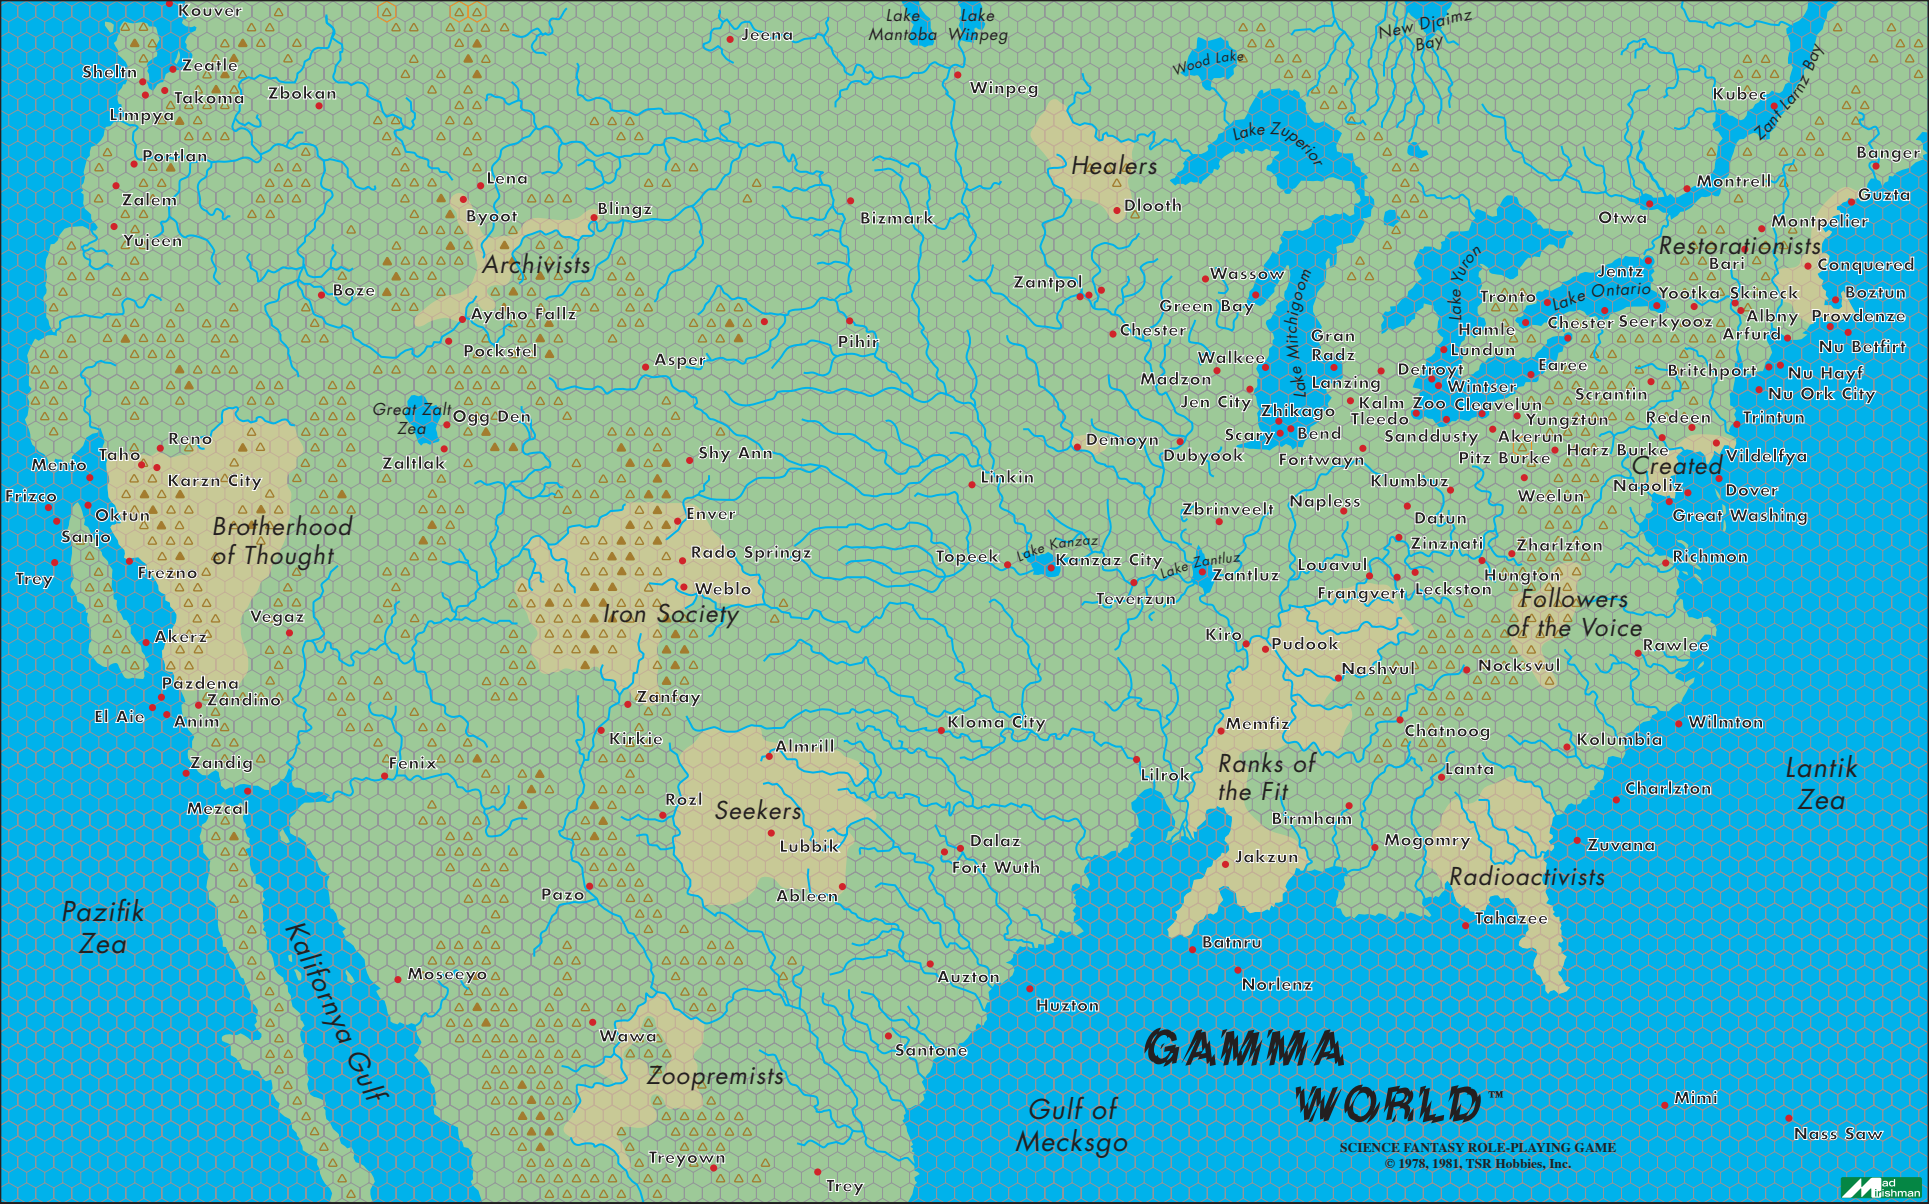 Kouver
Lake
Mantoba
Lake
Winpeg
New Djaimz
Bay
Jeena
Wood Lake
Sheltn
Zeatle
Takoma
Limpya
Zbokan
Winpeg
Kubec
Zant Larnz Bay
Lake Zuperior
Portlan
Healers
Banger
Zalem
Lena
Byoot
Blingz
Bizmark
Dlooth
Montrell
Guzta
Otwa
Yujeen
Montpelier
Restorationists
Archivists
Bari
Conquered
Jentz
Boze
Zantpol
Wassow
Green Bay
Lake Mitchigoom
Lake Yuron
Tronto
Lake Ontario
Yootka
Skineck
Boztun
Aydho Fallz
Hamle
Chester
Seerkyooz
Albny
Provdenze
Pockstel
Pihir
Chester
Gran
Radz
Arfurd
Nu Betfirt
Asper
Walkee
Madzon
Lanzing
Detroyt
Lundun
Wintser
Earee
Britchport
Nu Hayf
Scrantin
Nu Ork City
Jen City
Kalm Zoo
Cleavelun
Great Zalt
Zea
Ogg Den
Zhikago
Tleedo
Yungztun
Redeen
Trintun
Reno
Taho
Demoyn
Scary
Bend
Sanddusty
Akerun
Harz Burke
Mento
Karzn City
Zaltlak
Shy Ann
Dubyook
Fortwayn
Pitz Burke
Created
Vildelfya
Frizco
Linkin
Klumbuz
Weelun
Napoliz
Dover
Oktun
Brotherhood
of Thought
Enver
Zbrinveelt
Napless
Datun
Great Washing
Sanjo
Rado Springz
Topeek
Lake Kanzaz
Kanzaz City
Zinznati
Zharlzton
Richmon
Trey
Frezno
Weblo
Lake Zantluz
Zantluz
Louavul
Hungton
Teverzun
Frangvert
Leckston
Followers
of the Voice
Vegaz
Iron Society
Akerz
Kiro
Pudook
Rawlee
Nashvul
Nocksvul
Pazdena
Zandino
El Aie
Anim
Zanfay
Kirkie
Kloma City
Memfiz
Chatnoog
Wilmton
Kolumbia
Almrill
Zandig
Fenix
Ranks of
the Fit
Lilrok
Lanta
Lantik
Zea
Mezcal
Rozl
Seekers
Charlzton
Birmham
Lubbik
Dalaz
Fort Wuth
Mogomry
Zuvana
Jakzun
Radioactivists
Pazo
Ableen
Pazifik
Zea
Kalifornya Gulf
Tahazee
Batnru
Moseeyo
Auzton
Norlenz
Huzton
Wawa
Santone
GAMMA
WORLD™
Zoopremists
Gulf of
Mecksgo
Mimi
Nass Saw
SCIENCE FANTASY ROLE-PLAYING GAME
© 1978, 1981, TSR Hobbies, Inc.
Treyown
Trey
Mad
Irishman